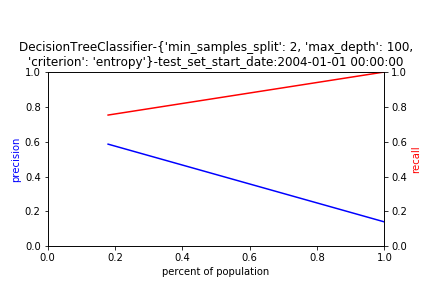 DecisionTreeClassifier-{'min_samples_split': 2, 'max_depth': 100,
'criterion': 'entropy'}-test_set_start_date:2004-01-01 00:00:00
1.0
0.8
0.6
0.4
0.2
0.0
precision
1.0
0.8
0.6
0.4
0.2
0.0
recall
0.0 0.2 0.4 0.6 0.8 1.0
percent of population